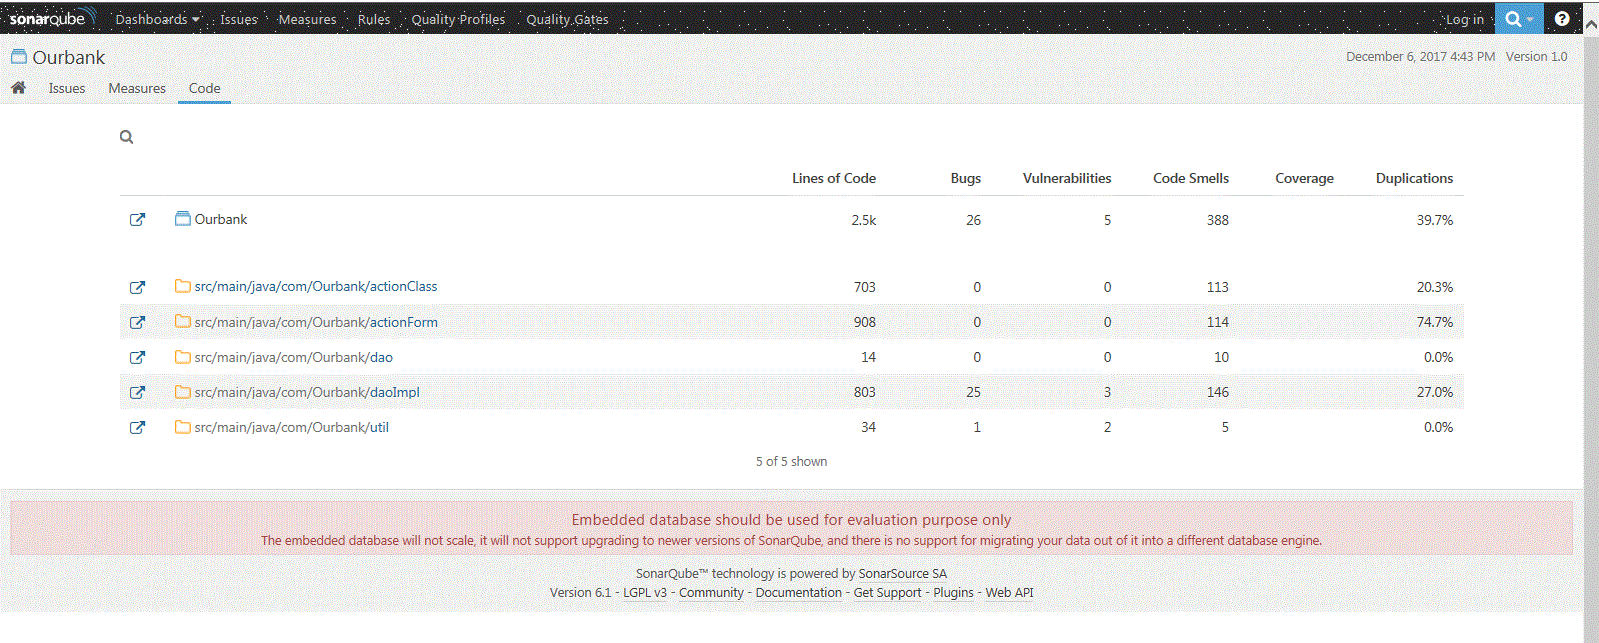 sonarqube Dashboards Issues Measures Rules Quality Profiles Quality Gates Log in
Ourbank December 6, 2017 4:43 PM Version 1.0
Issues Measures Code
Lines of Code Bugs Vulnerabilities Code Smells Coverage Duplications
Ourbank 2.5k 26 5 388 39.7%
src/main/java/com/Ourbank/actionClass 703 0 0 113 20.3%
src/main/java/com/Ourbank/actionForm 908 0 0 114 74.7%
src/main/java/com/Ourbank/dao 14 0 0 10 0.0%
src/main/java/com/Ourbank/daoImpl 803 25 3 146 27.0%
src/main/java/com/Ourbank/util 34 1 2 5 0.0%
5 of 5 shown
Embedded database should be used for evaluation purpose only
The embedded database will not scale, it will not support upgrading to newer versions of SonarQube, and there is no support for migrating your data out of it into a different database engine.
SonarQube™ technology is powered by SonarSource SA
Version 6.1 - LGPL v3 - Community - Documentation - Get Support - Plugins - Web API